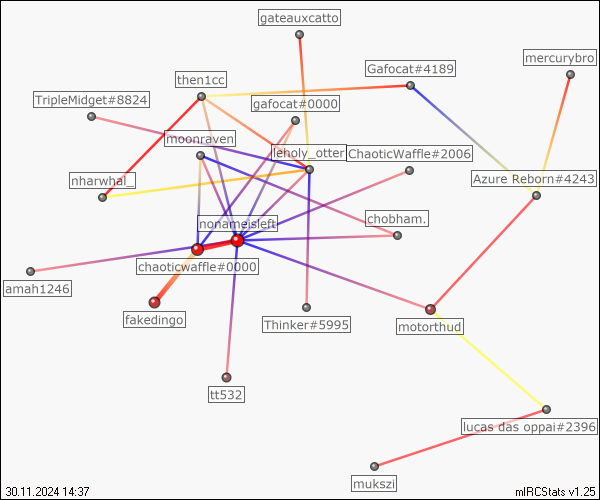 gateauxcatto
mercurybro
Gafocat#4189
then1cc
TripleMidget#8824
gafocat#0000
moonraven
leholy_otter
ChaoticWaffle#2006
nharwhal_
Azure Reborn#4243
nonameisleft
chobham.
chaoticwaffle#0000
amah1246
fakedingo
Thinker#5995
motorthud
tt532
lucas das oppai#2396
mukszi
30.11.2024 14:37
mIRCStats v1.25